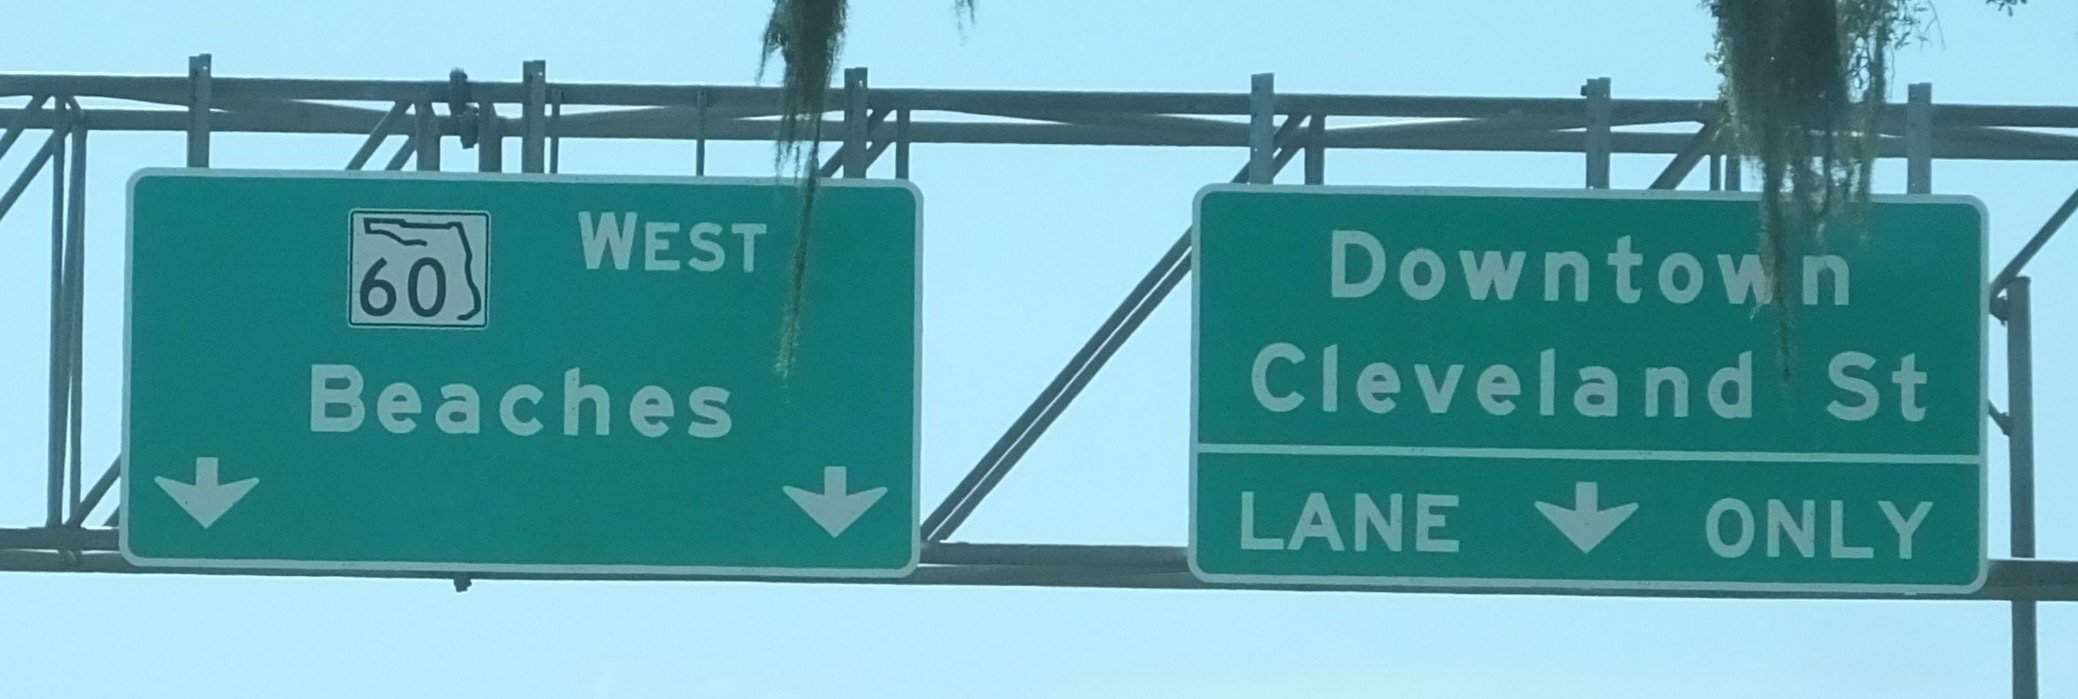 60 WEST
Beaches
Downtown
Cleveland St
LANE ONLY